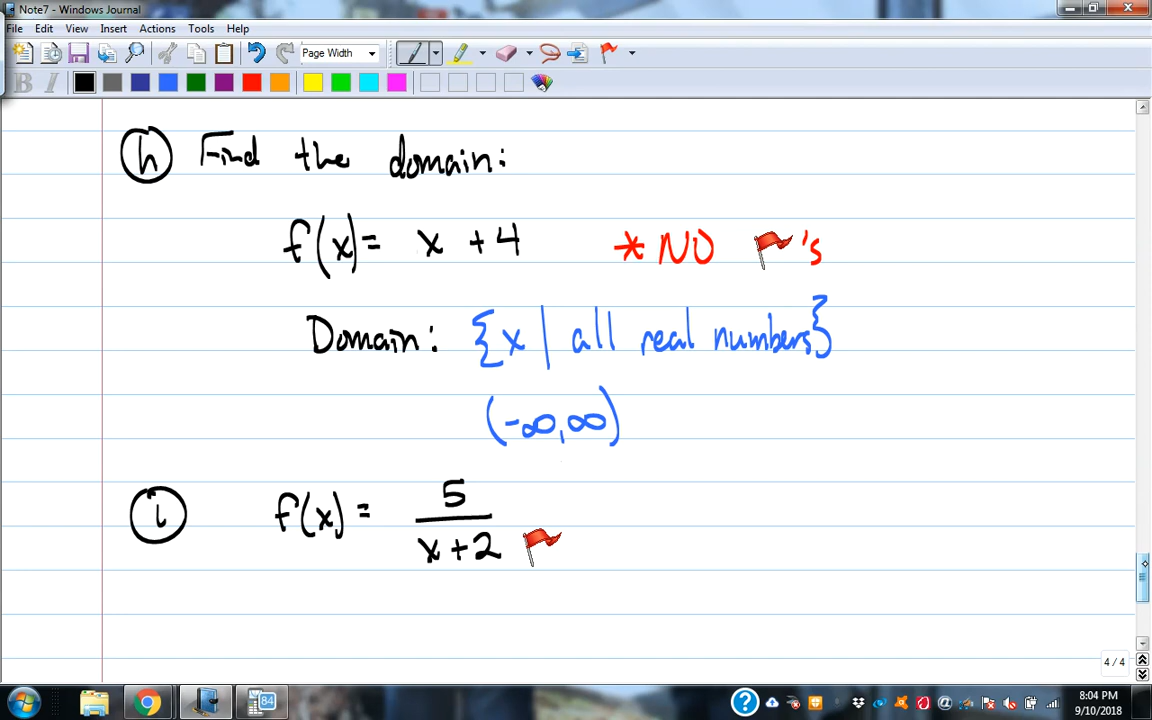 Note7 - Windows Journal
File Edit View Insert Actions Tools Help
Page Width
B I
ⓗ Find the domain:
f(x) = x + 4 * NO 's
Domain: {x | all real numbers}
(-∞,∞)
ⓘ f(x) = 5
x+2
4 / 4
84
8:04 PM
9/10/2018